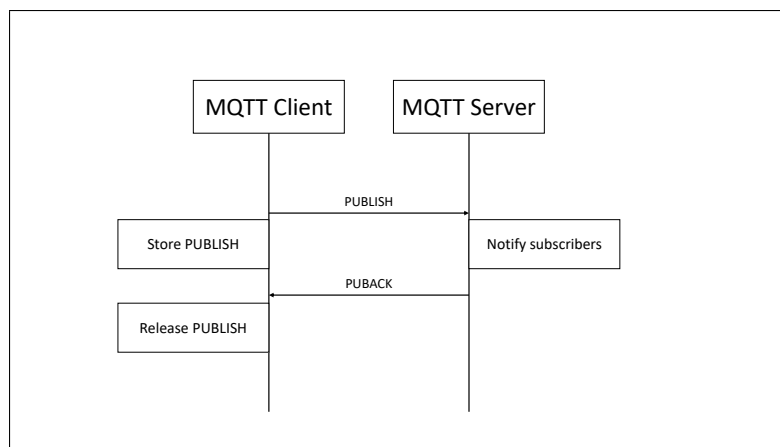 MQTT Client
MQTT Server
PUBLISH
Store PUBLISH
Notify subscribers
PUBACK
Release PUBLISH